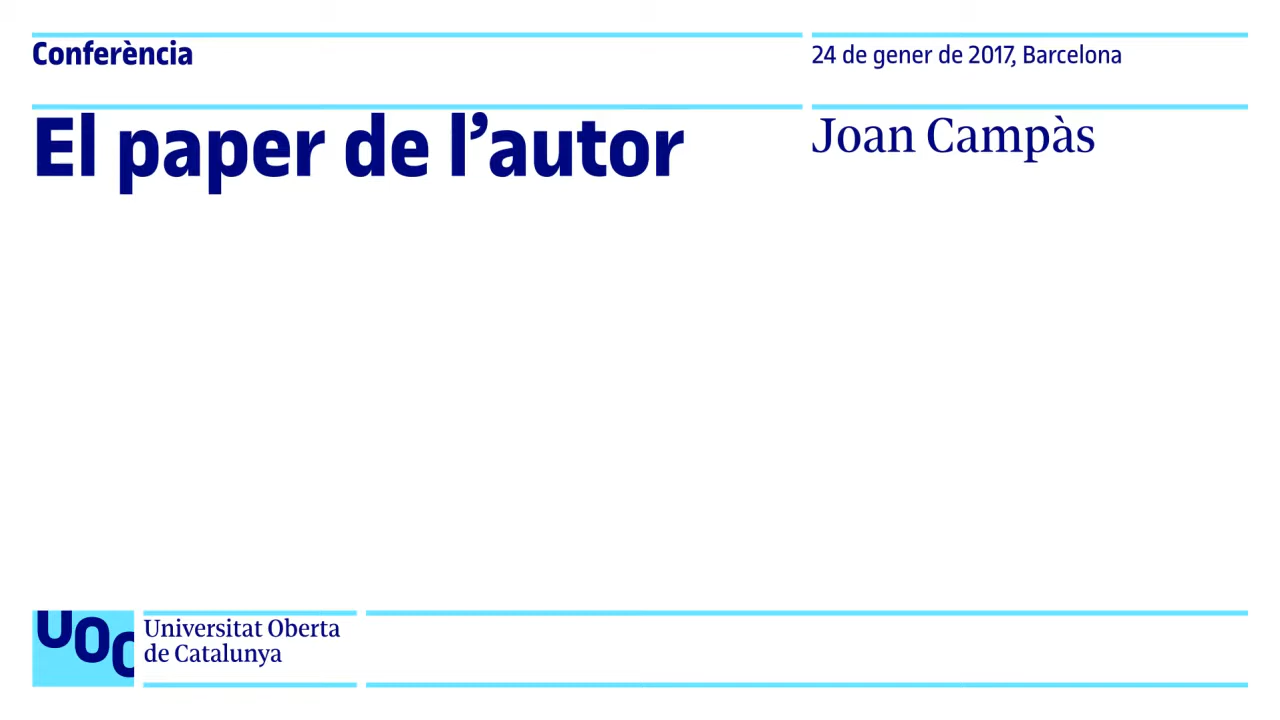 Conferència
24 de gener de 2017, Barcelona
El paper de l’autor
Joan Campàs
UOC
Universitat Oberta
de Catalunya